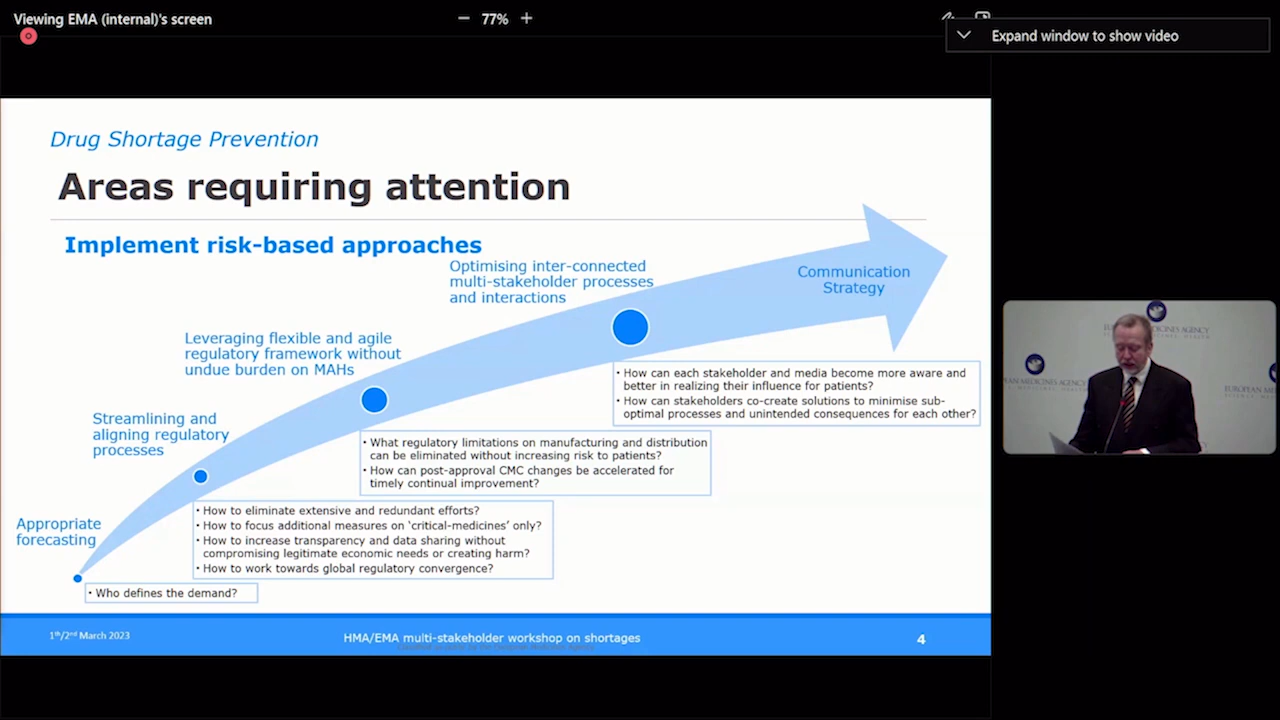 Viewing EMA (internal)'s screen
77%
Expand window to show video
Drug Shortage Prevention
Areas requiring attention
Implement risk-based approaches
Optimising inter-connected
multi-stakeholder processes
and interactions
Communication
Strategy
Leveraging flexible and agile
regulatory framework without
undue burden on MAHs
• How can each stakeholder and media become more aware and
better in realizing their influence for patients?
• How can stakeholders co-create solutions to minimise sub-
optimal processes and unintended consequences for each other?
Streamlining and
aligning regulatory
processes
• What regulatory limitations on manufacturing and distribution
can be eliminated without increasing risk to patients?
• How can post-approval CMC changes be accelerated for
timely continual improvement?
Appropriate
forecasting
• How to eliminate extensive and redundant efforts?
• How to focus additional measures on ‘critical-medicines’ only?
• How to increase transparency and data sharing without
compromising legitimate economic needs or creating harm?
• How to work towards global regulatory convergence?
• Who defines the demand?
1th/2nd March 2023
HMA/EMA multi-stakeholder workshop on shortages
4